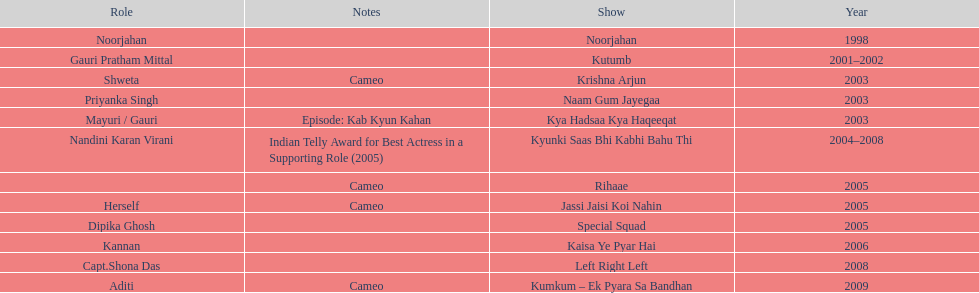 Role Notes Show Year
Noorjahan Noorjahan 1998
Gauri Pratham Mittal Kutumb 2001–2002
Shweta Cameo Krishna Arjun 2003
Priyanka Singh Naam Gum Jayegaa 2003
Mayuri / Gauri Episode: Kab Kyun Kahan Kya Hadsaa Kya Haqeeqat 2003
Nandini Karan Virani Indian Telly Award for Best Actress in a Kyunki Saas Bhi Kabhi Bahu Thi 2004–2008
Supporting Role (2005)
Cameo Rihaae 2005
Herself Cameo Jassi Jaisi Koi Nahin 2005
Dipika Ghosh Special Squad 2005
Kannan Kaisa Ye Pyar Hai 2006
Capt.Shona Das Left Right Left 2008
Aditi Cameo Kumkum – Ek Pyara Sa Bandhan 2009